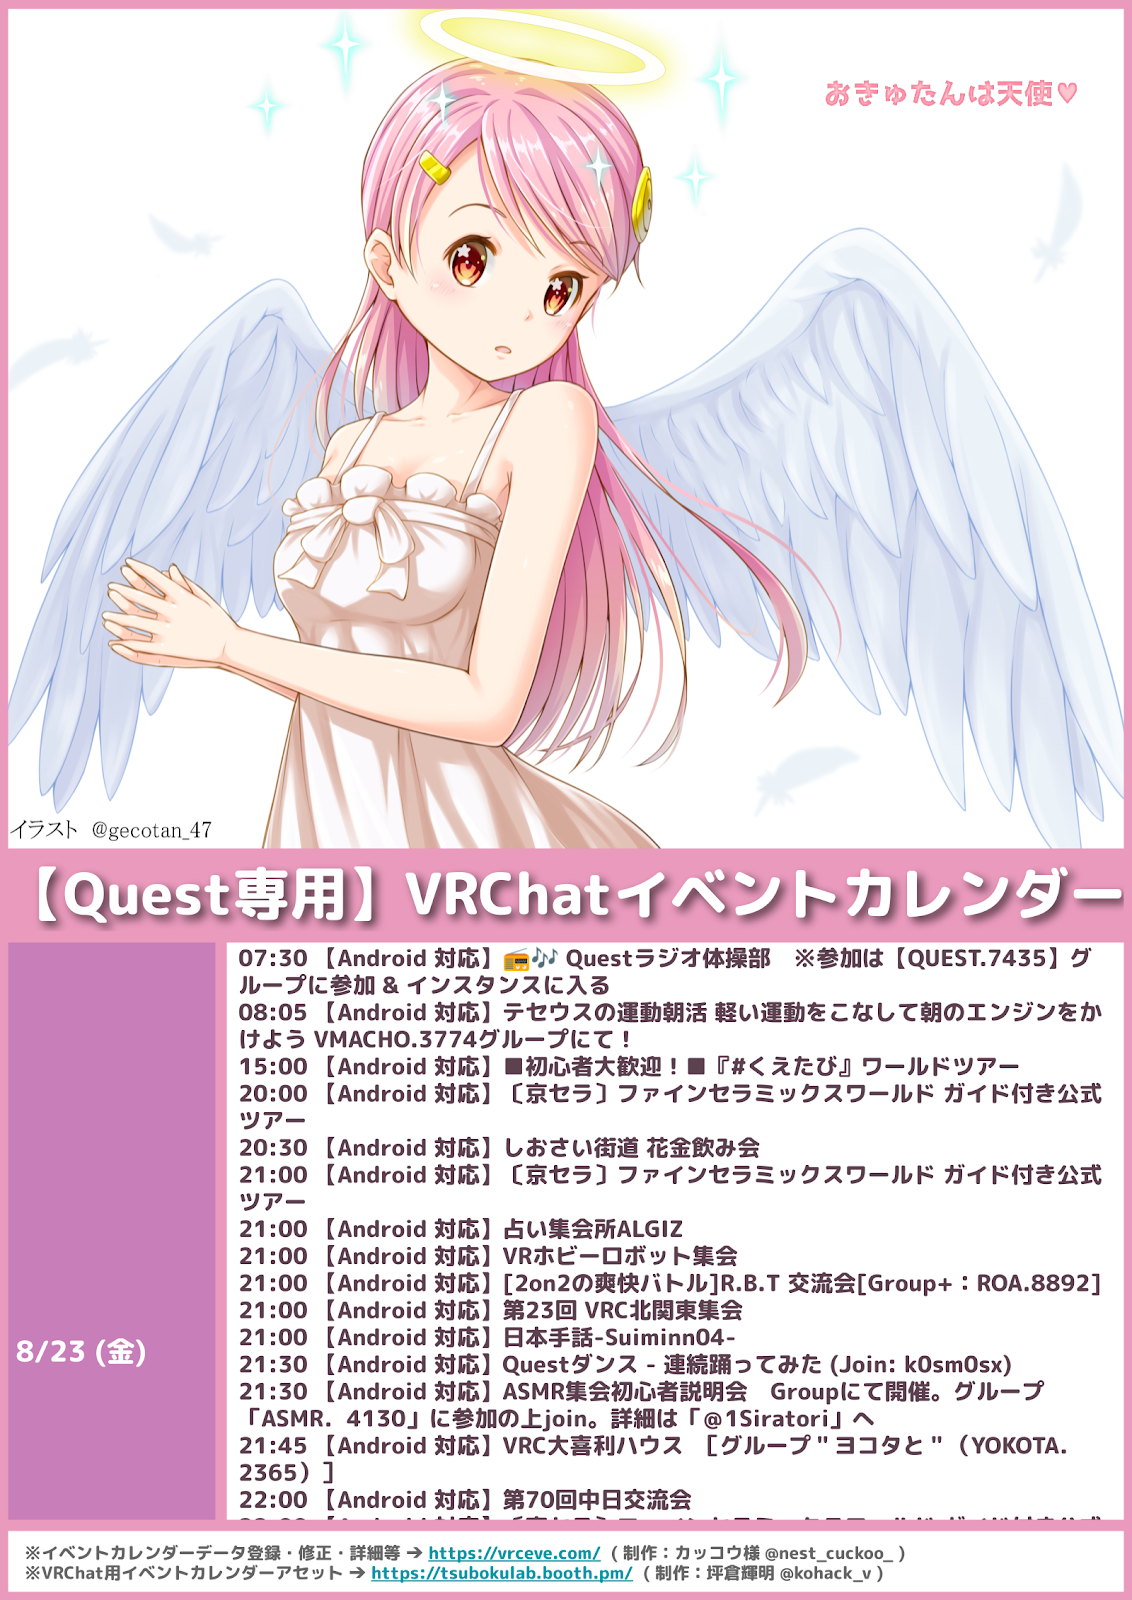 おきゅたんは天使♥
イラスト @gecotan_47
【Quest専用】VRChatイベントカレンダー
8/23 (金)
07:30 【Android 対応】📻🎶 Questラジオ体操部　※参加は【QUEST.7435】グ
ループに参加 & インスタンスに入る
08:05 【Android 対応】テセウスの運動朝活 軽い運動をこなして朝のエンジンをか
けよう VMACHO.3774グループにて！
15:00 【Android 対応】■初心者大歓迎！■『#くえたび』ワールドツアー
20:00 【Android 対応】〔京セラ〕ファインセラミックスワールド ガイド付き公式
ツアー
20:30 【Android 対応】しおさい街道 花金飲み会
21:00 【Android 対応】〔京セラ〕ファインセラミックスワールド ガイド付き公式
ツアー
21:00 【Android 対応】占い集会所ALGIZ
21:00 【Android 対応】VRホビーロボット集会
21:00 【Android 対応】[2on2の爽快バトル]R.B.T 交流会[Group+：ROA.8892]
21:00 【Android 対応】第23回 VRC北関東集会
21:00 【Android 対応】日本手話-Suiminn04-
21:30 【Android 対応】Questダンス - 連続踊ってみた (Join: k0sm0sx)
21:30 【Android 対応】ASMR集会初心者説明会　Groupにて開催。グループ
「ASMR．4130」に参加の上join。詳細は「@1Siratori」へ
21:45 【Android 対応】VRC大喜利ハウス　［グループ＂ヨコタと＂（YOKOTA.
2365）］
22:00 【Android 対応】第70回中日交流会
※イベントカレンダーデータ登録・修正・詳細等 → https://vrceve.com/ ( 制作：カッコウ様 @nest_cuckoo_ )
※VRChat用イベントカレンダーアセット → https://tsubokulab.booth.pm/ ( 制作：坪倉輝明 @kohack_v )